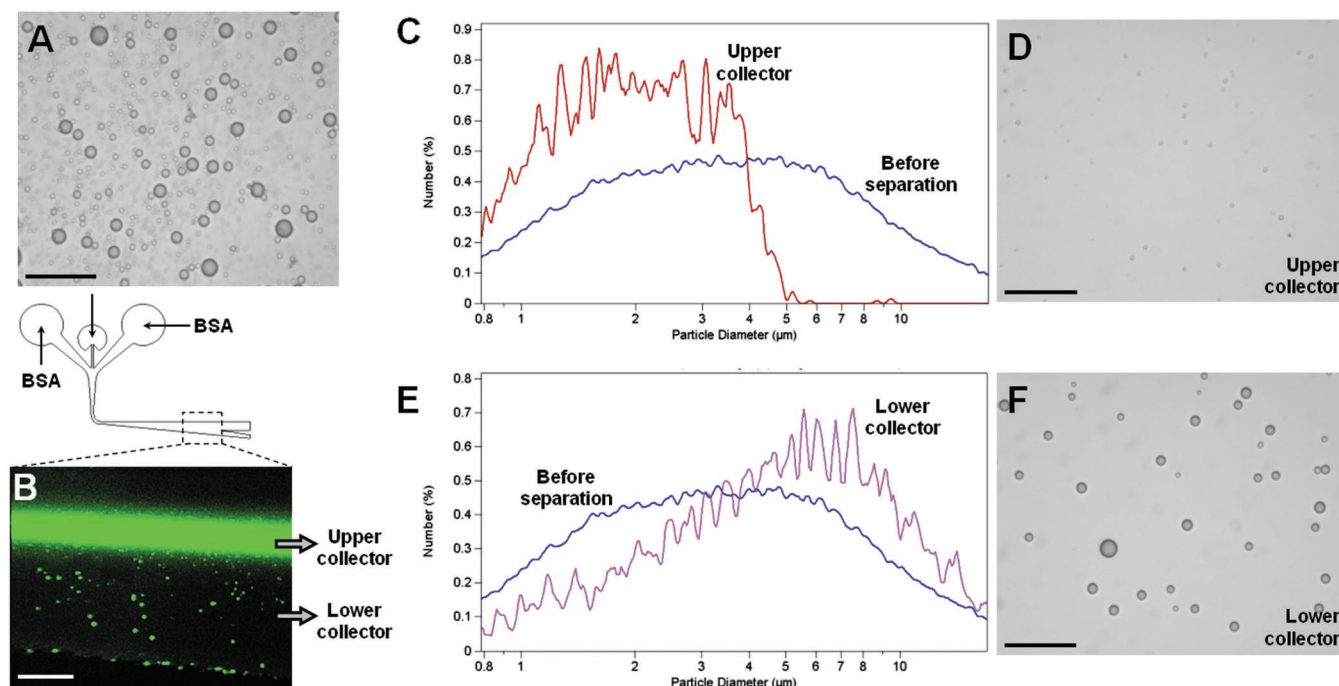 A
BSA
BSA
B
Upper
collector
Lower
collector
C
Number (%)
0.9
0.8
0.7
0.6
0.5
0.4
0.3
0.2
0.1
0
Upper
collector
Before
separation
0.8 1 2 3 4 5 6 7 8 10
Particle Diameter (µm)
D
Upper
collector
E
Number (%)
0.8
0.7
0.6
0.5
0.4
0.3
0.2
0.1
0
Before
separation
Lower
collector
0.8 1 2 3 4 5 6 7 8 10
Particle Diameter (µm)
F
Lower
collector